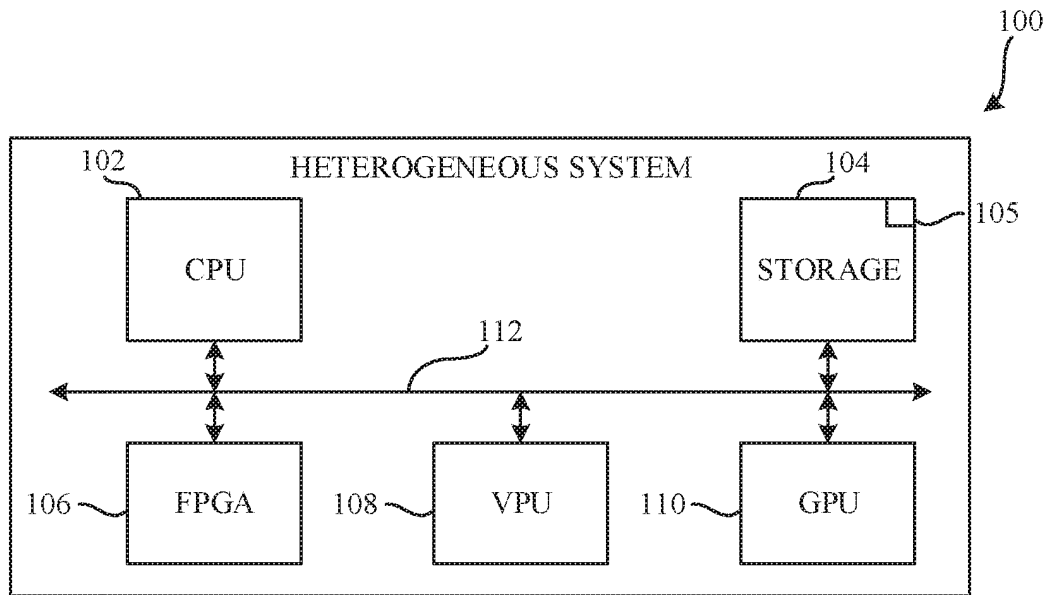 100
HETEROGENEOUS SYSTEM
102
104
105
CPU
STORAGE
112
106
FPGA
108
VPU
110
GPU